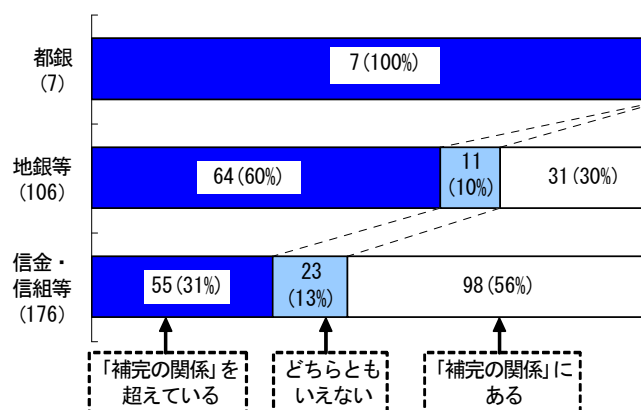 都銀
(7)
7(100%)
地銀等
(106)
64(60%)
11
(10%)
31(30%)
信金・
信組等
(176)
55(31%)
23
(13%)
98(56%)
「補完の関係」を
超えている
どちらとも
いえない
「補完の関係」に
ある